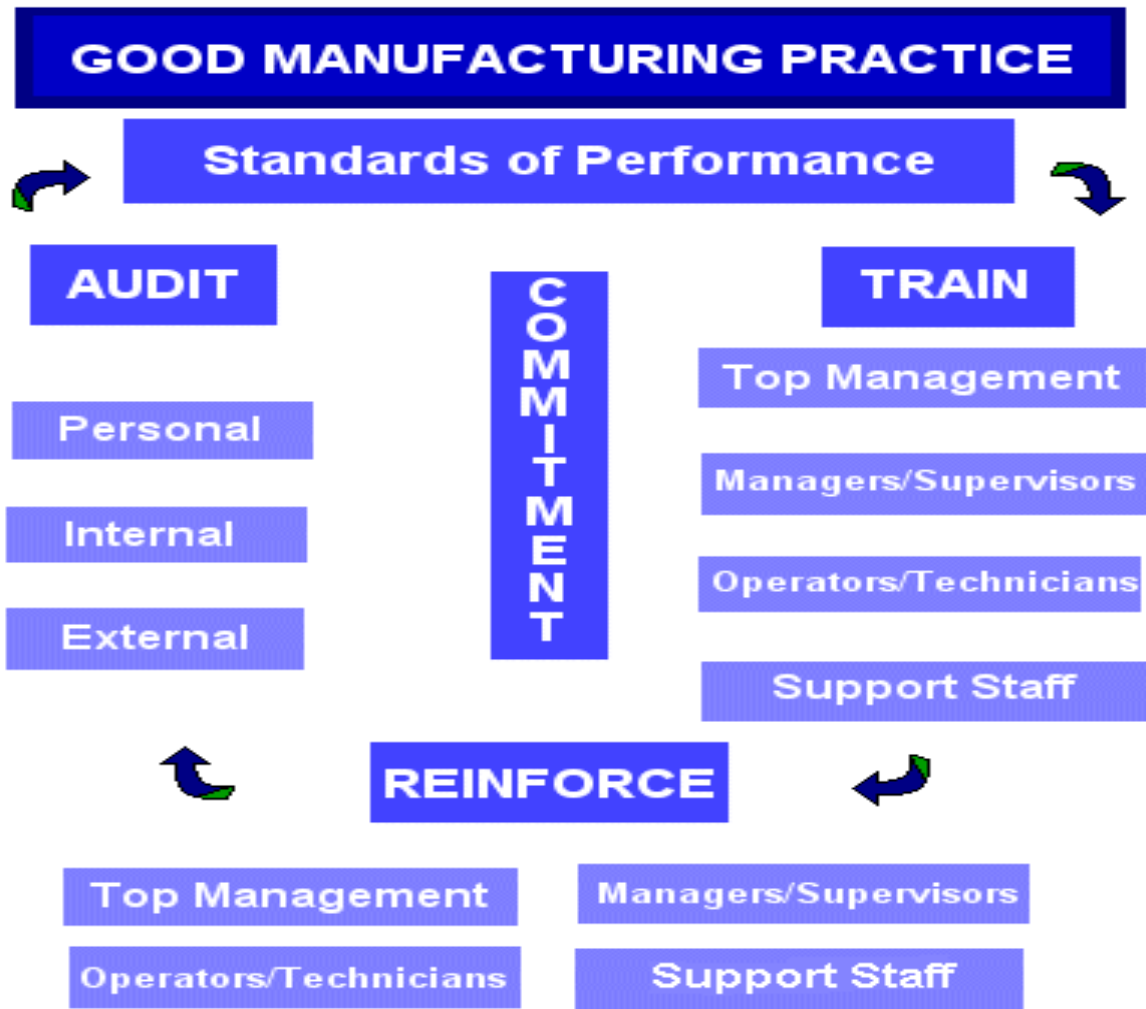 GOOD MANUFACTURING PRACTICE
Standards of Performance
AUDIT
Personal
Internal
External
COMMITMENT
TRAIN
Top Management
Managers/Supervisors
Operators/Technicians
Support Staff
REINFORCE
Top Management
Managers/Supervisors
Operators/Technicians
Support Staff